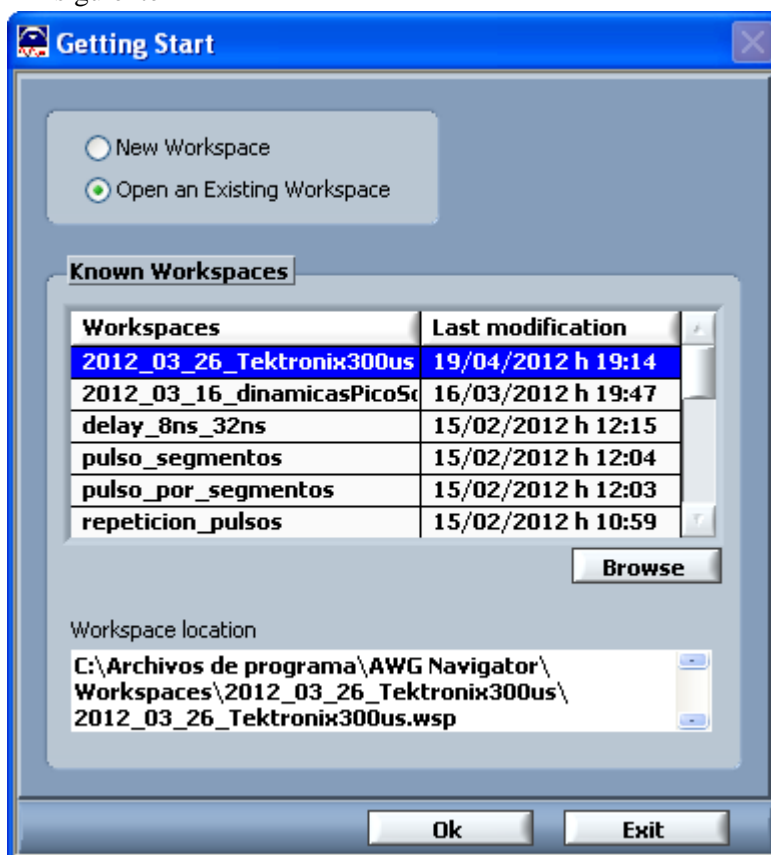 Getting Start
New Workspace
Open an Existing Workspace
Known Workspaces
Workspaces Last modification
2012_03_26_Tektronix300us 19/04/2012 h 19:14
2012_03_16_dinamicasPicoSc 16/03/2012 h 19:47
delay_8ns_32ns 15/02/2012 h 12:15
pulso_segmentos 15/02/2012 h 12:04
pulso_por_segmentos 15/02/2012 h 12:03
repeticion_pulsos 15/02/2012 h 10:59
Browse
Workspace location
C:\Archivos de programa\AWG Navigator\
Workspaces\2012_03_26_Tektronix300us\
2012_03_26_Tektronix300us.wsp
Ok Exit